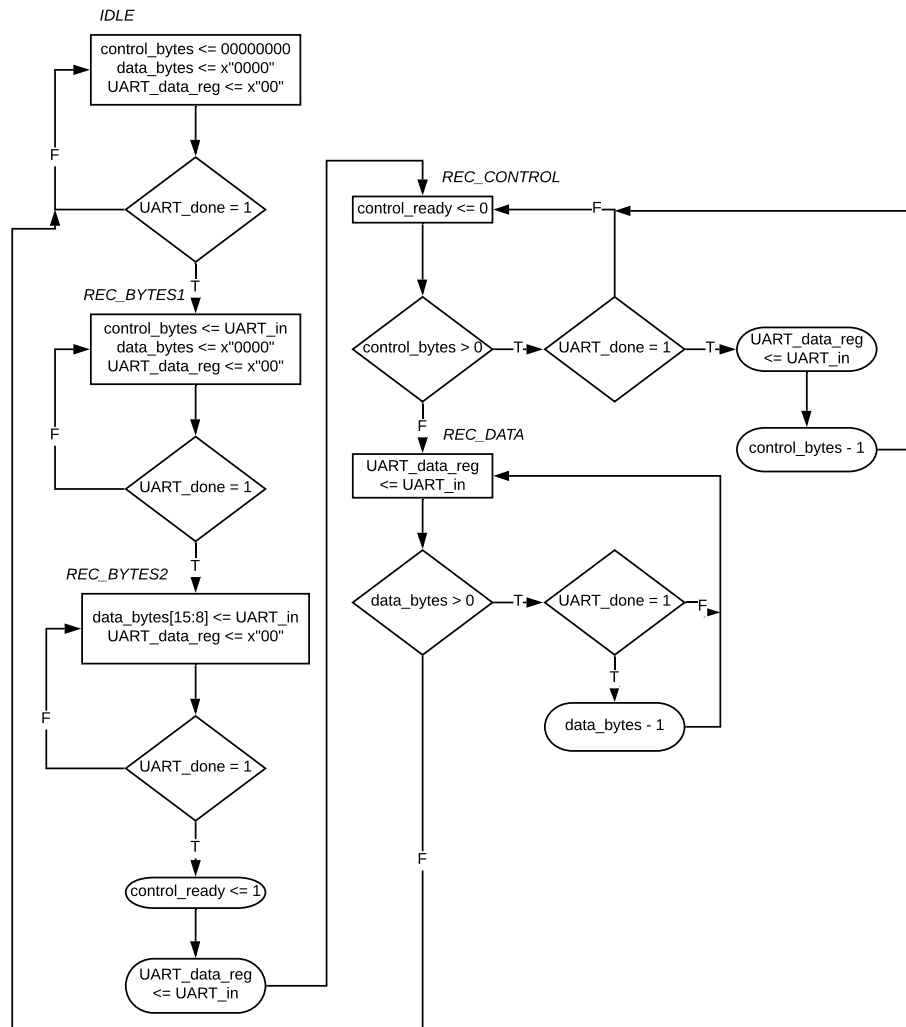 IDLE
control_bytes <= 00000000
data_bytes <= x"0000"
UART_data_reg <= x"00"
F
UART_done = 1
T
REC_BYTES1
control_bytes <= UART_in
data_bytes <= x"0000"
UART_data_reg <= x"00"
F
UART_done = 1
T
REC_BYTES2
data_bytes[15:8] <= UART_in
UART_data_reg <= x"00"
F
UART_done = 1
T
control_ready <= 1
UART_data_reg
<= UART_in
REC_CONTROL
control_ready <= 0
F
control_bytes > 0
T
UART_done = 1
T
UART_data_reg
<= UART_in
control_bytes - 1
F
REC_DATA
UART_data_reg
<= UART_in
data_bytes > 0
T
UART_done = 1
F
T
data_bytes - 1
F